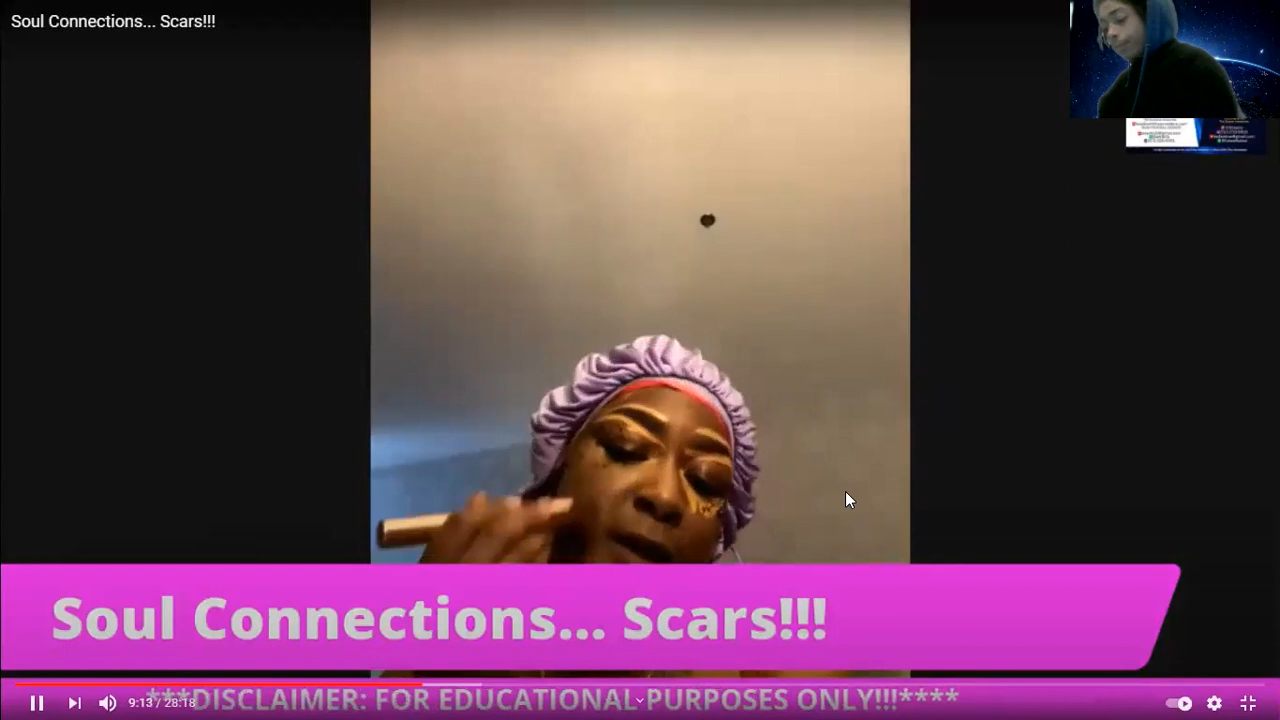 Soul Connections... Scars!!!
Soul Connections... Scars!!!
9:13 / 28:18
***DISCLAIMER: FOR EDUCATIONAL PURPOSES ONLY!!!****